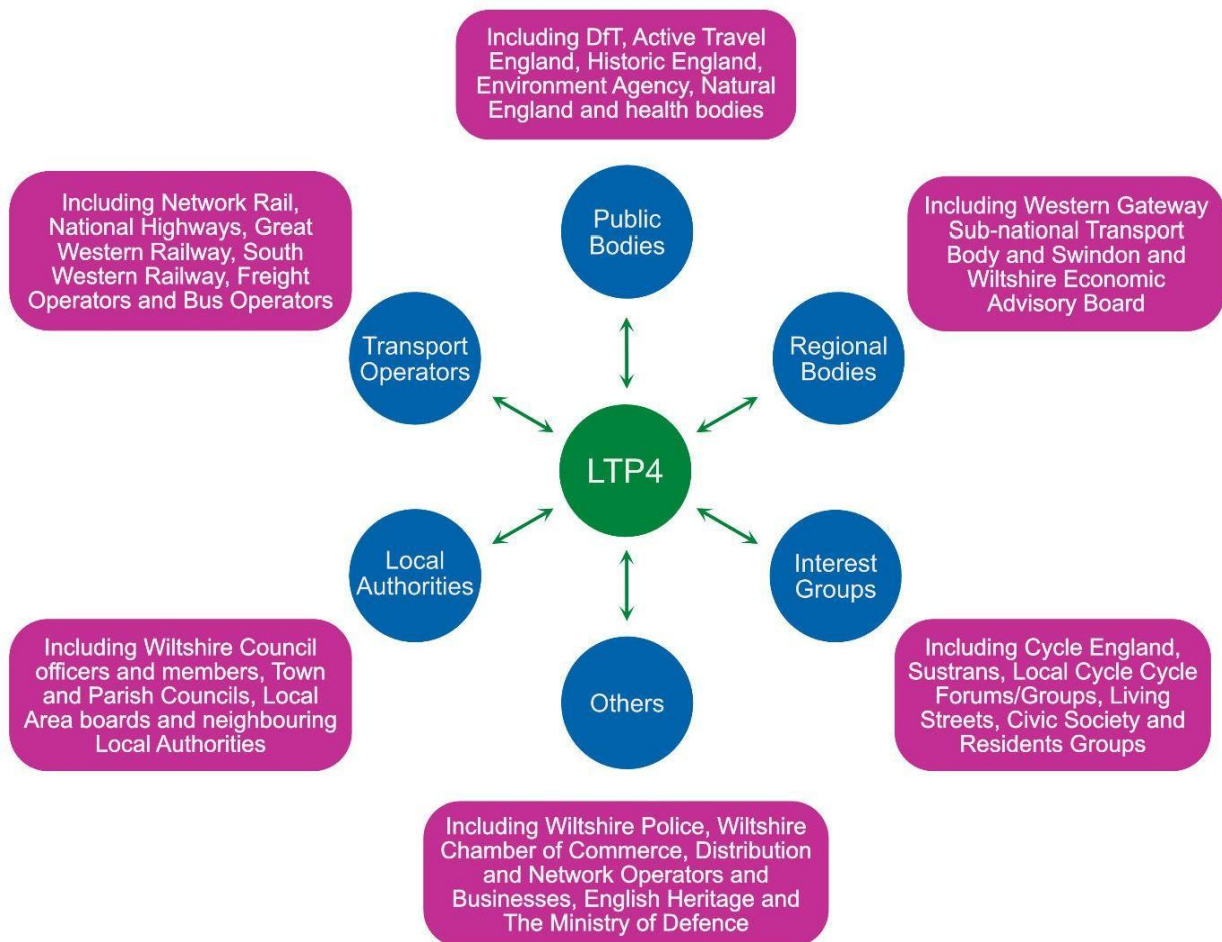 Including DfT, Active Travel
England, Historic England,
Environment Agency, Natural
England and health bodies
Public
Bodies
Including Network Rail,
National Highways, Great
Western Railway, South
Western Railway, Freight
Operators and Bus Operators
Transport
Operators
Including Western Gateway
Sub-national Transport
Body and Swindon and
Wiltshire Economic
Advisory Board
Regional
Bodies
LTP4
Local
Authorities
Including Wiltshire Council
officers and members, Town
and Parish Councils, Local
Area boards and neighbouring
Local Authorities
Interest
Groups
Including Cycle England,
Sustrans, Local Cycle Cycle
Forums/Groups, Living
Streets, Civic Society and
Residents Groups
Others
Including Wiltshire Police, Wiltshire
Chamber of Commerce, Distribution
and Network Operators and
Businesses, English Heritage and
The Ministry of Defence